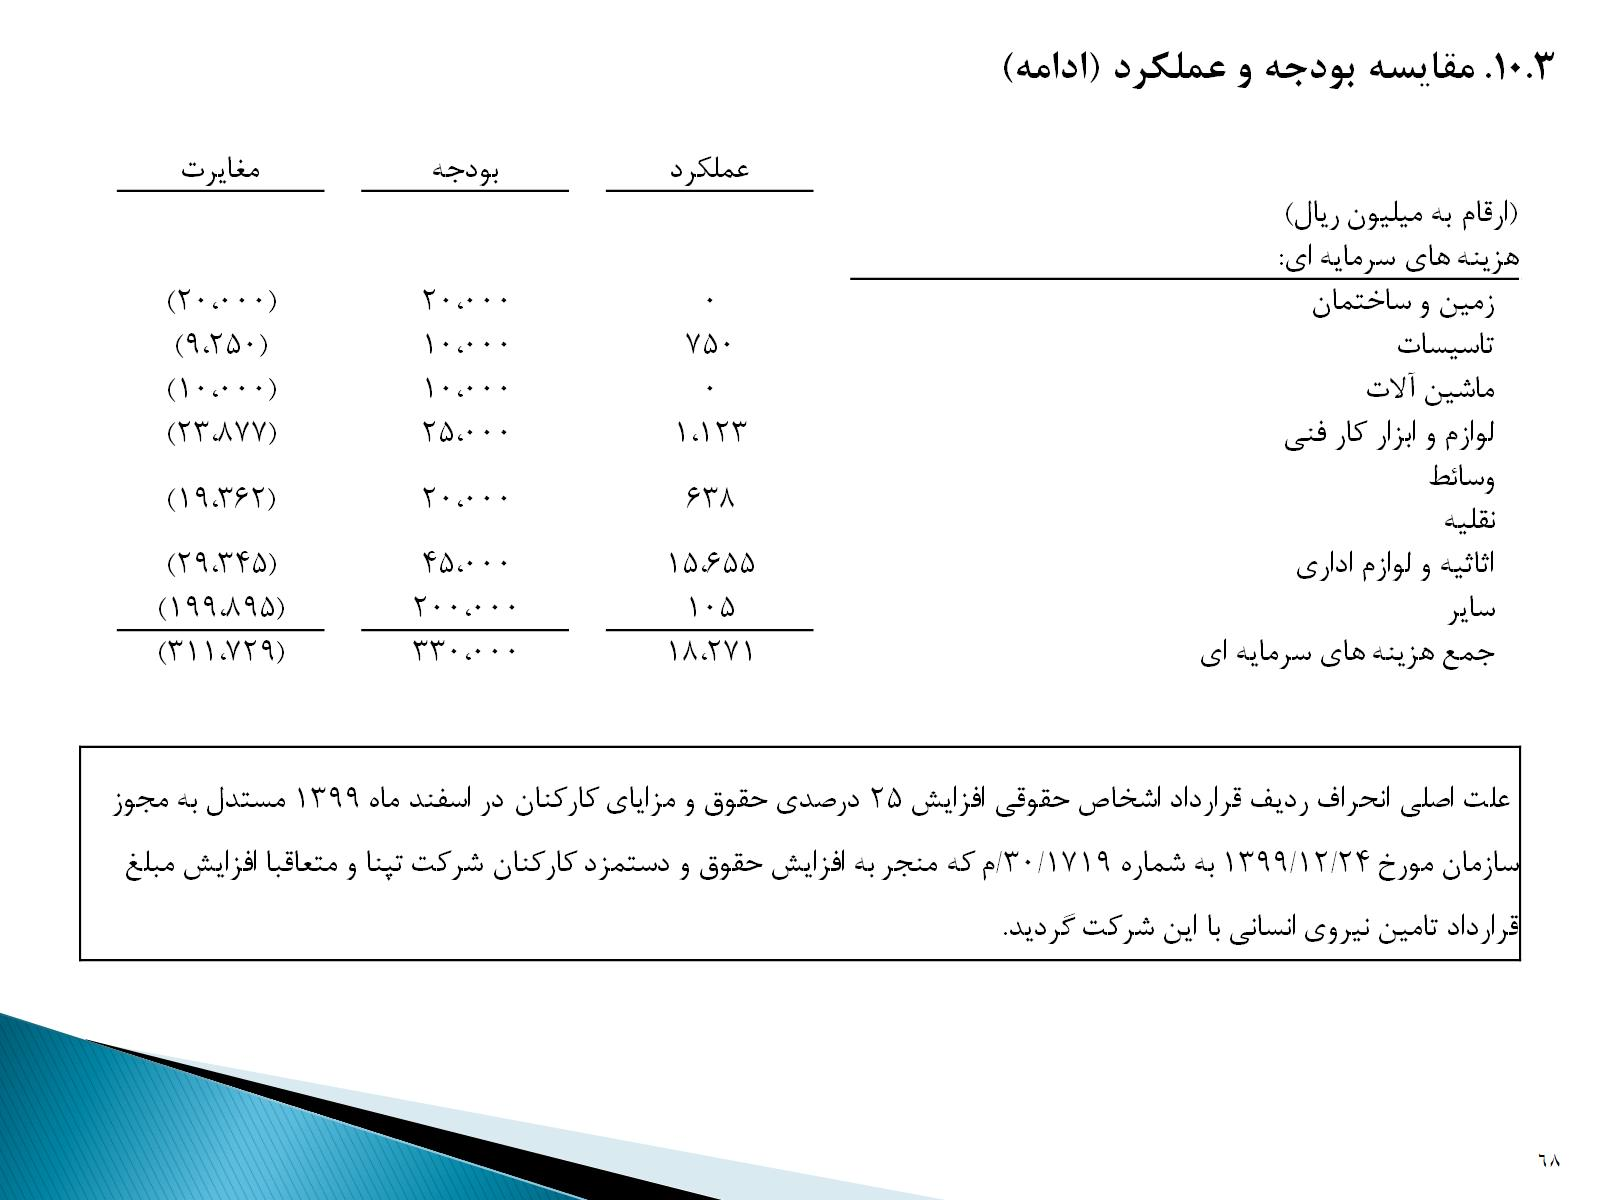 ۱۰.۳. مقایسه بودجه و عملکرد (ادامه)
عملکرد بودجه مغایرت
(ارقام به میلیون ریال)
هزینه های سرمایه ای:
زمین و ساختمان ۰ ۲۰،۰۰۰ (۲۰،۰۰۰)
تاسیسات ۷۵۰ ۱۰،۰۰۰ (۹،۲۵۰)
ماشین آلات ۰ ۱۰،۰۰۰ (۱۰،۰۰۰)
لوازم و ابزار کار فنی ۱،۱۲۳ ۲۵،۰۰۰ (۲۳،۸۷۷)
وسائط
نقلیه ۶۳۸ ۲۰،۰۰۰ (۱۹،۳۶۲)
اثاثیه و لوازم اداری ۱۵،۶۵۵ ۴۵،۰۰۰ (۲۹،۳۴۵)
سایر ۱۰۵ ۲۰۰،۰۰۰ (۱۹۹،۸۹۵)
جمع هزینه های سرمایه ای ۱۸،۲۷۱ ۳۳۰،۰۰۰ (۳۱۱،۷۲۹)
علت اصلی انحراف ردیف قرارداد اشخاص حقوقی افزایش ۲۵ درصدی حقوق و مزایای کارکنان در اسفند ماه ۱۳۹۹ مستدل به مجوز
سازمان مورخ ۱۳۹۹/۱۲/۲۴ به شماره ۳۰/۱۷۱۹/م که منجر به افزایش حقوق و دستمزد کارکنان شرکت تپنا و متعاقبا افزایش مبلغ
قرارداد تامین نیروی انسانی با این شرکت گردید.
۶۸